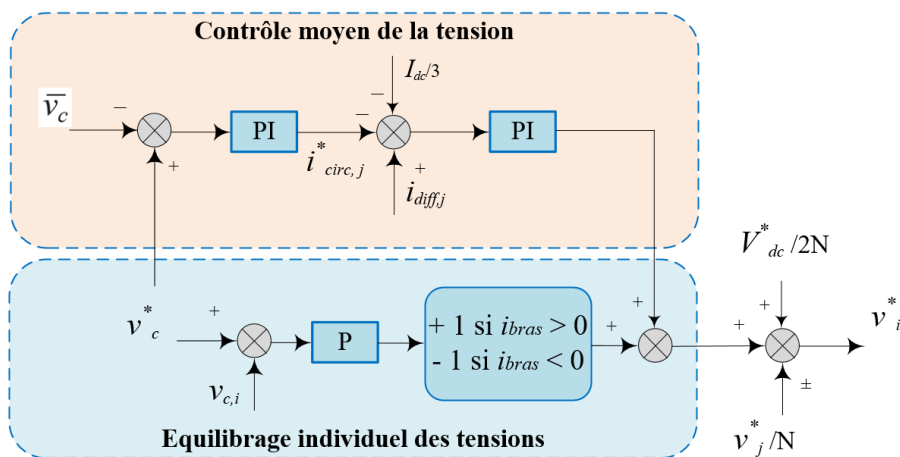 Contrôle moyen de la tension
I_dc/3
−
−
v̅_c
−
PI
PI
+
i*_circ, j
+
i_diff,j
V*_dc /2N
v*_c
+
+ 1 si i_bras > 0
- 1 si i_bras < 0
P
+
+
+
+
v*_i
v_c,i
±
v*_j /N
Equilibrage individuel des tensions